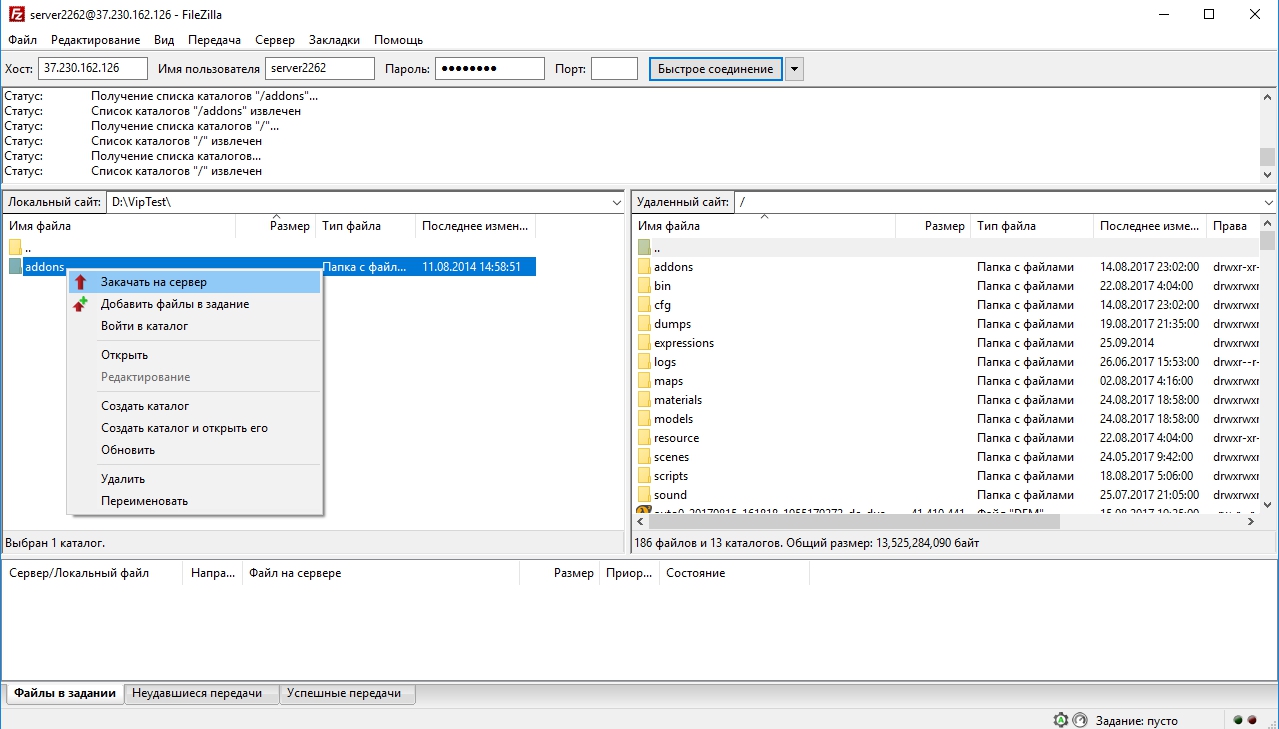 server2262@37.230.162.126 - FileZilla
Файл Редактирование Вид Передача Сервер Закладки Помощь
Хост: 37.230.162.126 Имя пользователя server2262 Пароль: ●●●●●●●● Порт: Быстрое соединение
Статус: Получение списка каталогов "/addons"...
Статус: Список каталогов "/addons" извлечен
Статус: Получение списка каталогов "/"...
Статус: Список каталогов "/" извлечен
Статус: Получение списка каталогов...
Статус: Список каталогов "/" извлечен
Локальный сайт: D:\VipTest\
Имя файла Размер Тип файла Последнее измен...
..
addons Папка с файл... 11.08.2014 14:58:51
Закачать на сервер
Добавить файлы в задание
Войти в каталог
Открыть
Редактирование
Создать каталог
Создать каталог и открыть его
Обновить
Удалить
Переименовать
Выбран 1 каталог.
Удаленный сайт: /
Имя файла Размер Тип файла Последнее изме... Права
..
addons Папка с файлами 14.08.2017 23:02:00 drwxr-xr-
bin Папка с файлами 22.08.2017 4:04:00 drwxrwxr
cfg Папка с файлами 14.08.2017 23:02:00 drwxrwxr
dumps Папка с файлами 19.08.2017 21:35:00 drwxrwxr
expressions Папка с файлами 25.09.2014 drwxrwxr
logs Папка с файлами 26.06.2017 15:53:00 drwxr--r-
maps Папка с файлами 02.08.2017 4:16:00 drwxrwxr
materials Папка с файлами 24.08.2017 18:58:00 drwxrwxr
models Папка с файлами 24.08.2017 18:58:00 drwxrwxr
resource Папка с файлами 22.08.2017 4:04:00 drwxr-xr-
scenes Папка с файлами 24.05.2017 9:42:00 drwxrwxr
scripts Папка с файлами 18.08.2017 5:06:00 drwxrwxr
sound Папка с файлами 25.07.2017 21:05:00 drwxrwxr
186 файлов и 13 каталогов. Общий размер: 13,525,284,090 байт
Сервер/Локальный файл Напра... Файл на сервере Размер Приор... Состояние
Файлы в задании Неудавшиеся передачи Успешные передачи
Задание: пусто